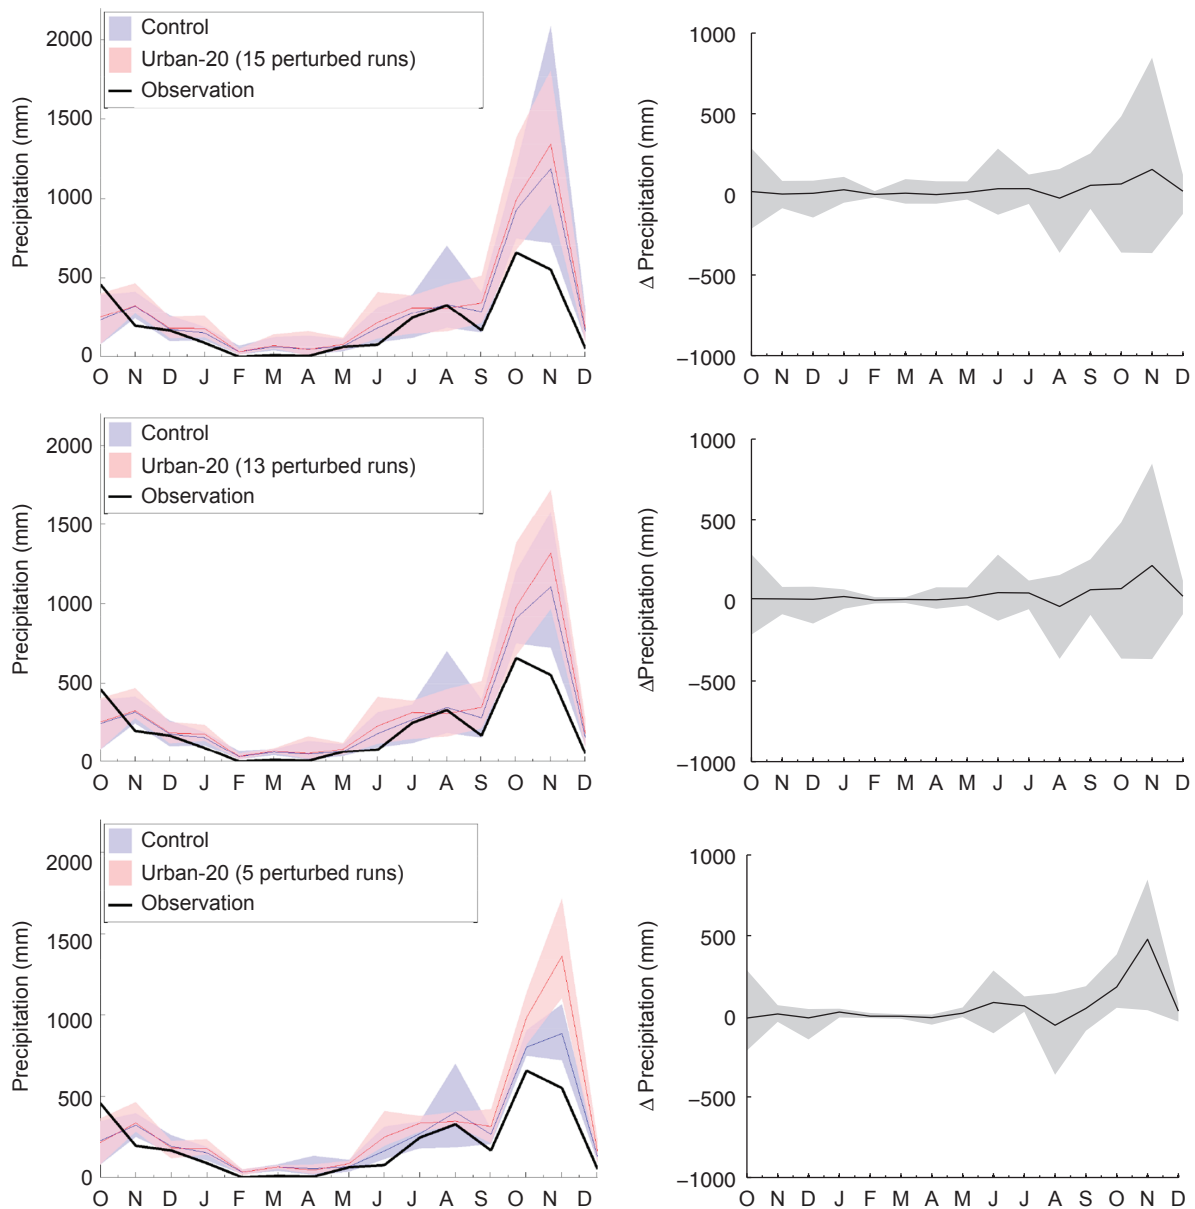 Control
Urban-20 (15 perturbed runs)
Observation
Precipitation (mm)
2000
1500
1000
500
0
O N D J F M A M J J A S O N D
Δ Precipitation (mm)
1000
500
0
−500
−1000
O N D J F M A M J J A S O N D
Control
Urban-20 (13 perturbed runs)
Observation
Precipitation (mm)
2000
1500
1000
500
0
O N D J F M A M J J A S O N D
ΔPrecipitation (mm)
1000
500
0
−500
−1000
O N D J F M A M J J A S O N D
Control
Urban-20 (5 perturbed runs)
Observation
Precipitation (mm)
2000
1500
1000
500
0
O N D J F M A M J J A S O N D
Δ Precipitation (mm)
1000
500
0
−500
−1000
O N D J F M A M J J A S O N D